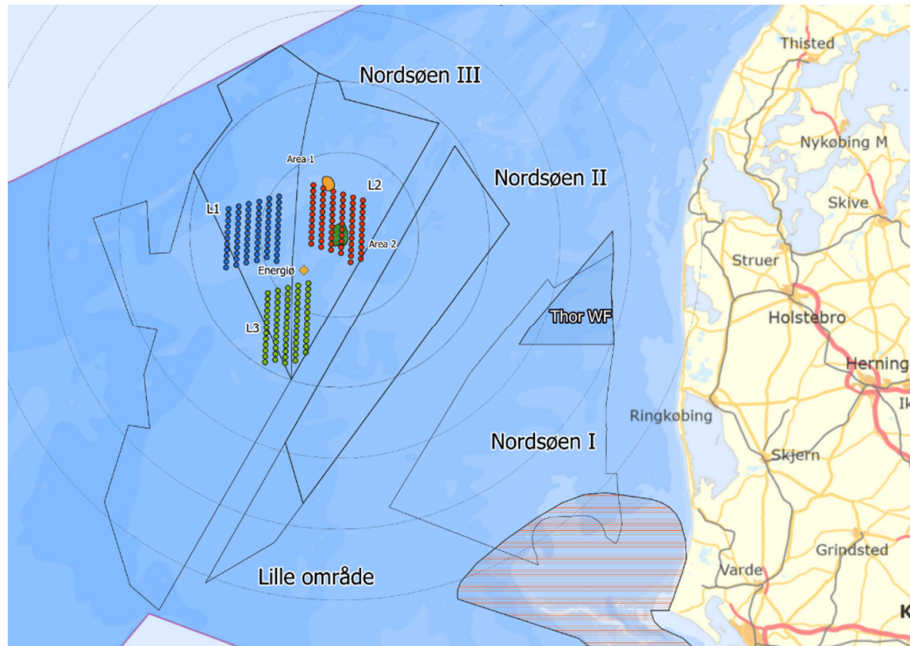 Thisted
Nordsøen III
Nykøbing M
Area 1
Nordsøen II
L2
Skive
L1
Area 2
Struer
Energiø
Thor WF
Holstebro
L3
Herning
Ik
Ringkøbing
Nordsøen I
Skjern
Grindsted
Varde
Lille område
K